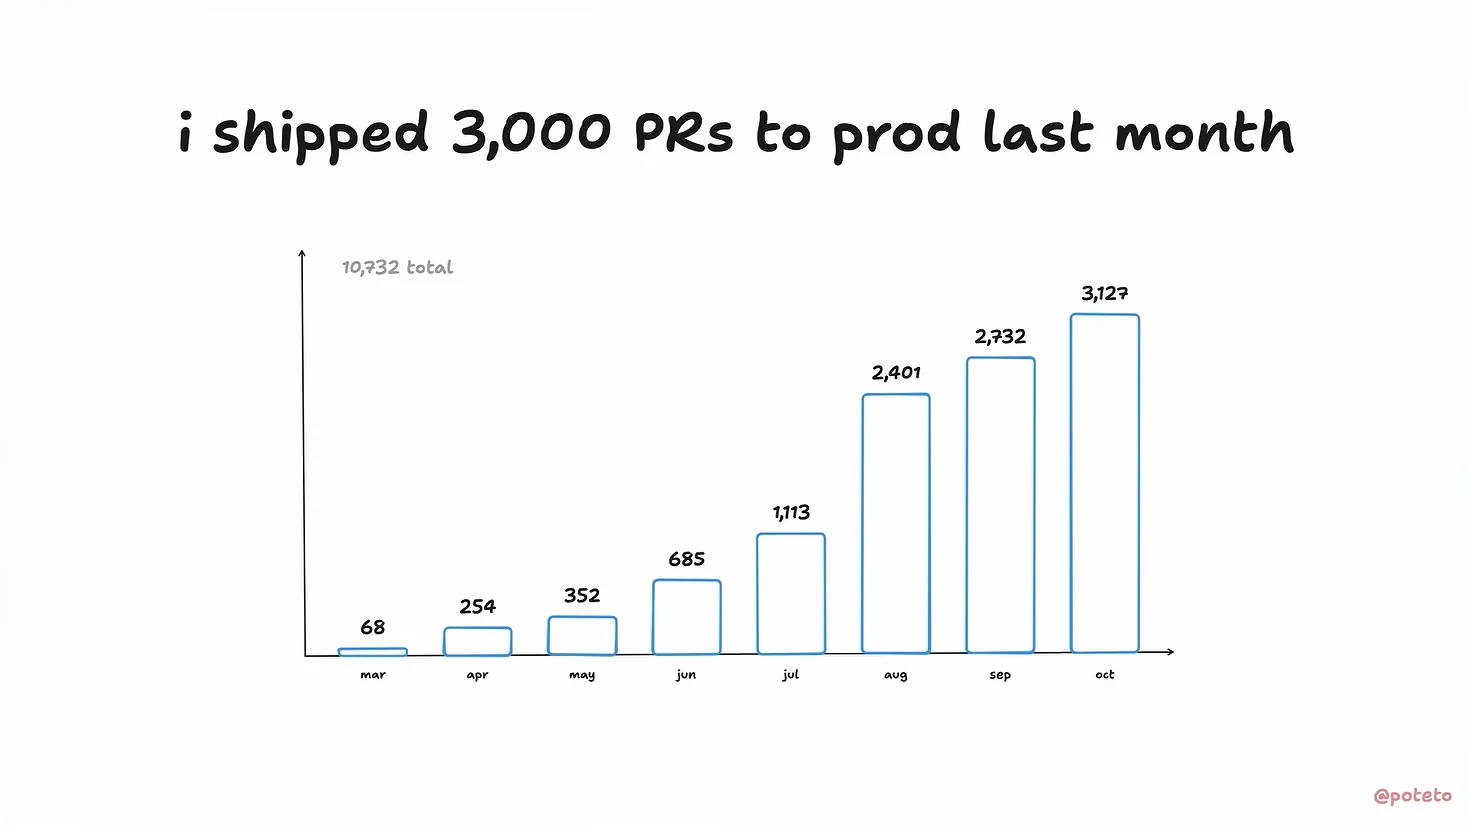 i shipped 3,000 PRs to prod last month
10,732 total
3,127
2,732
2,401
1,113
685
352
254
68
mar apr may jun jul aug sep oct
@poteto